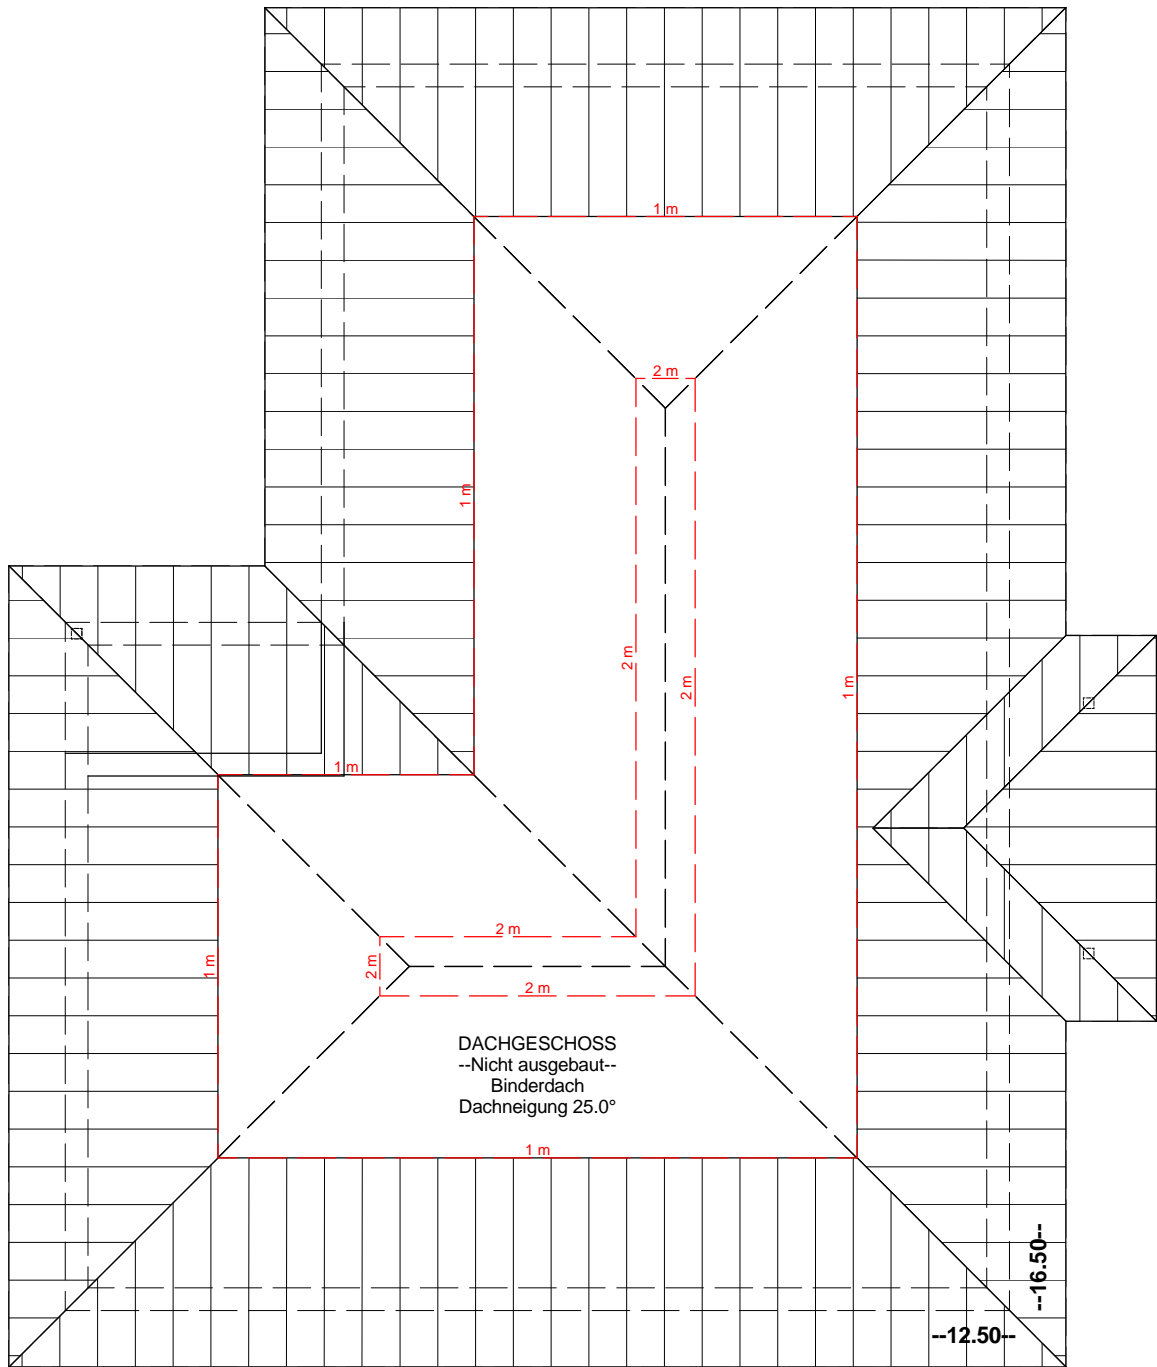 1 m
2 m
1 m
2 m
2 m
1 m
1 m
2 m
2 m
1 m
2 m
DACHGESCHOSS
--Nicht ausgebaut--
Binderdach
Dachneigung 25.0°
1 m
--16.50--
--12.50--